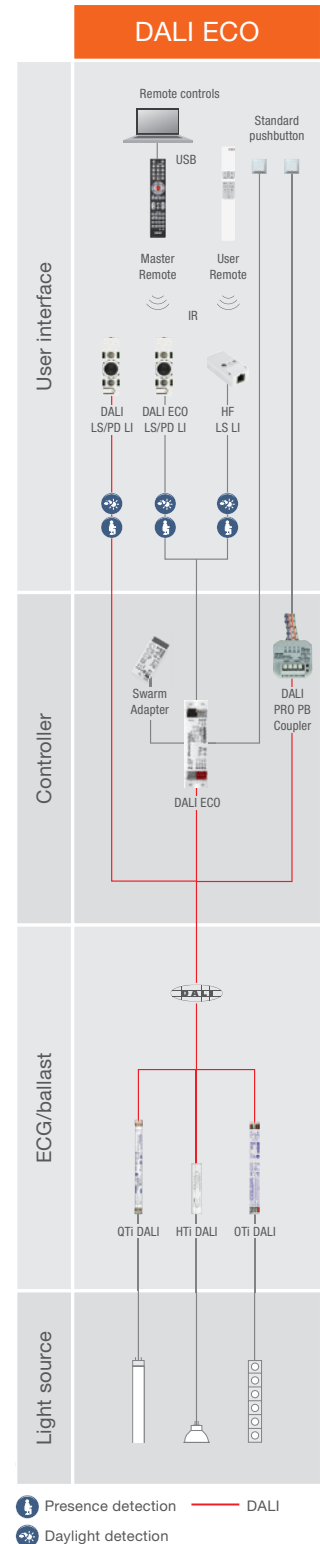 DALI ECO
Remote controls
Standard
pushbutton
USB
Master
Remote
User
Remote
IR
DALI
LS/PD LI
DALI ECO
LS/PD LI
HF
LS LI
User interface
Swarm
Adapter
DALI
PRO PB
Coupler
DALI ECO
Controller
DALI
ECG/ballast
QTi DALI
HTi DALI
OTi DALI
Light source
Presence detection
DALI
Daylight detection